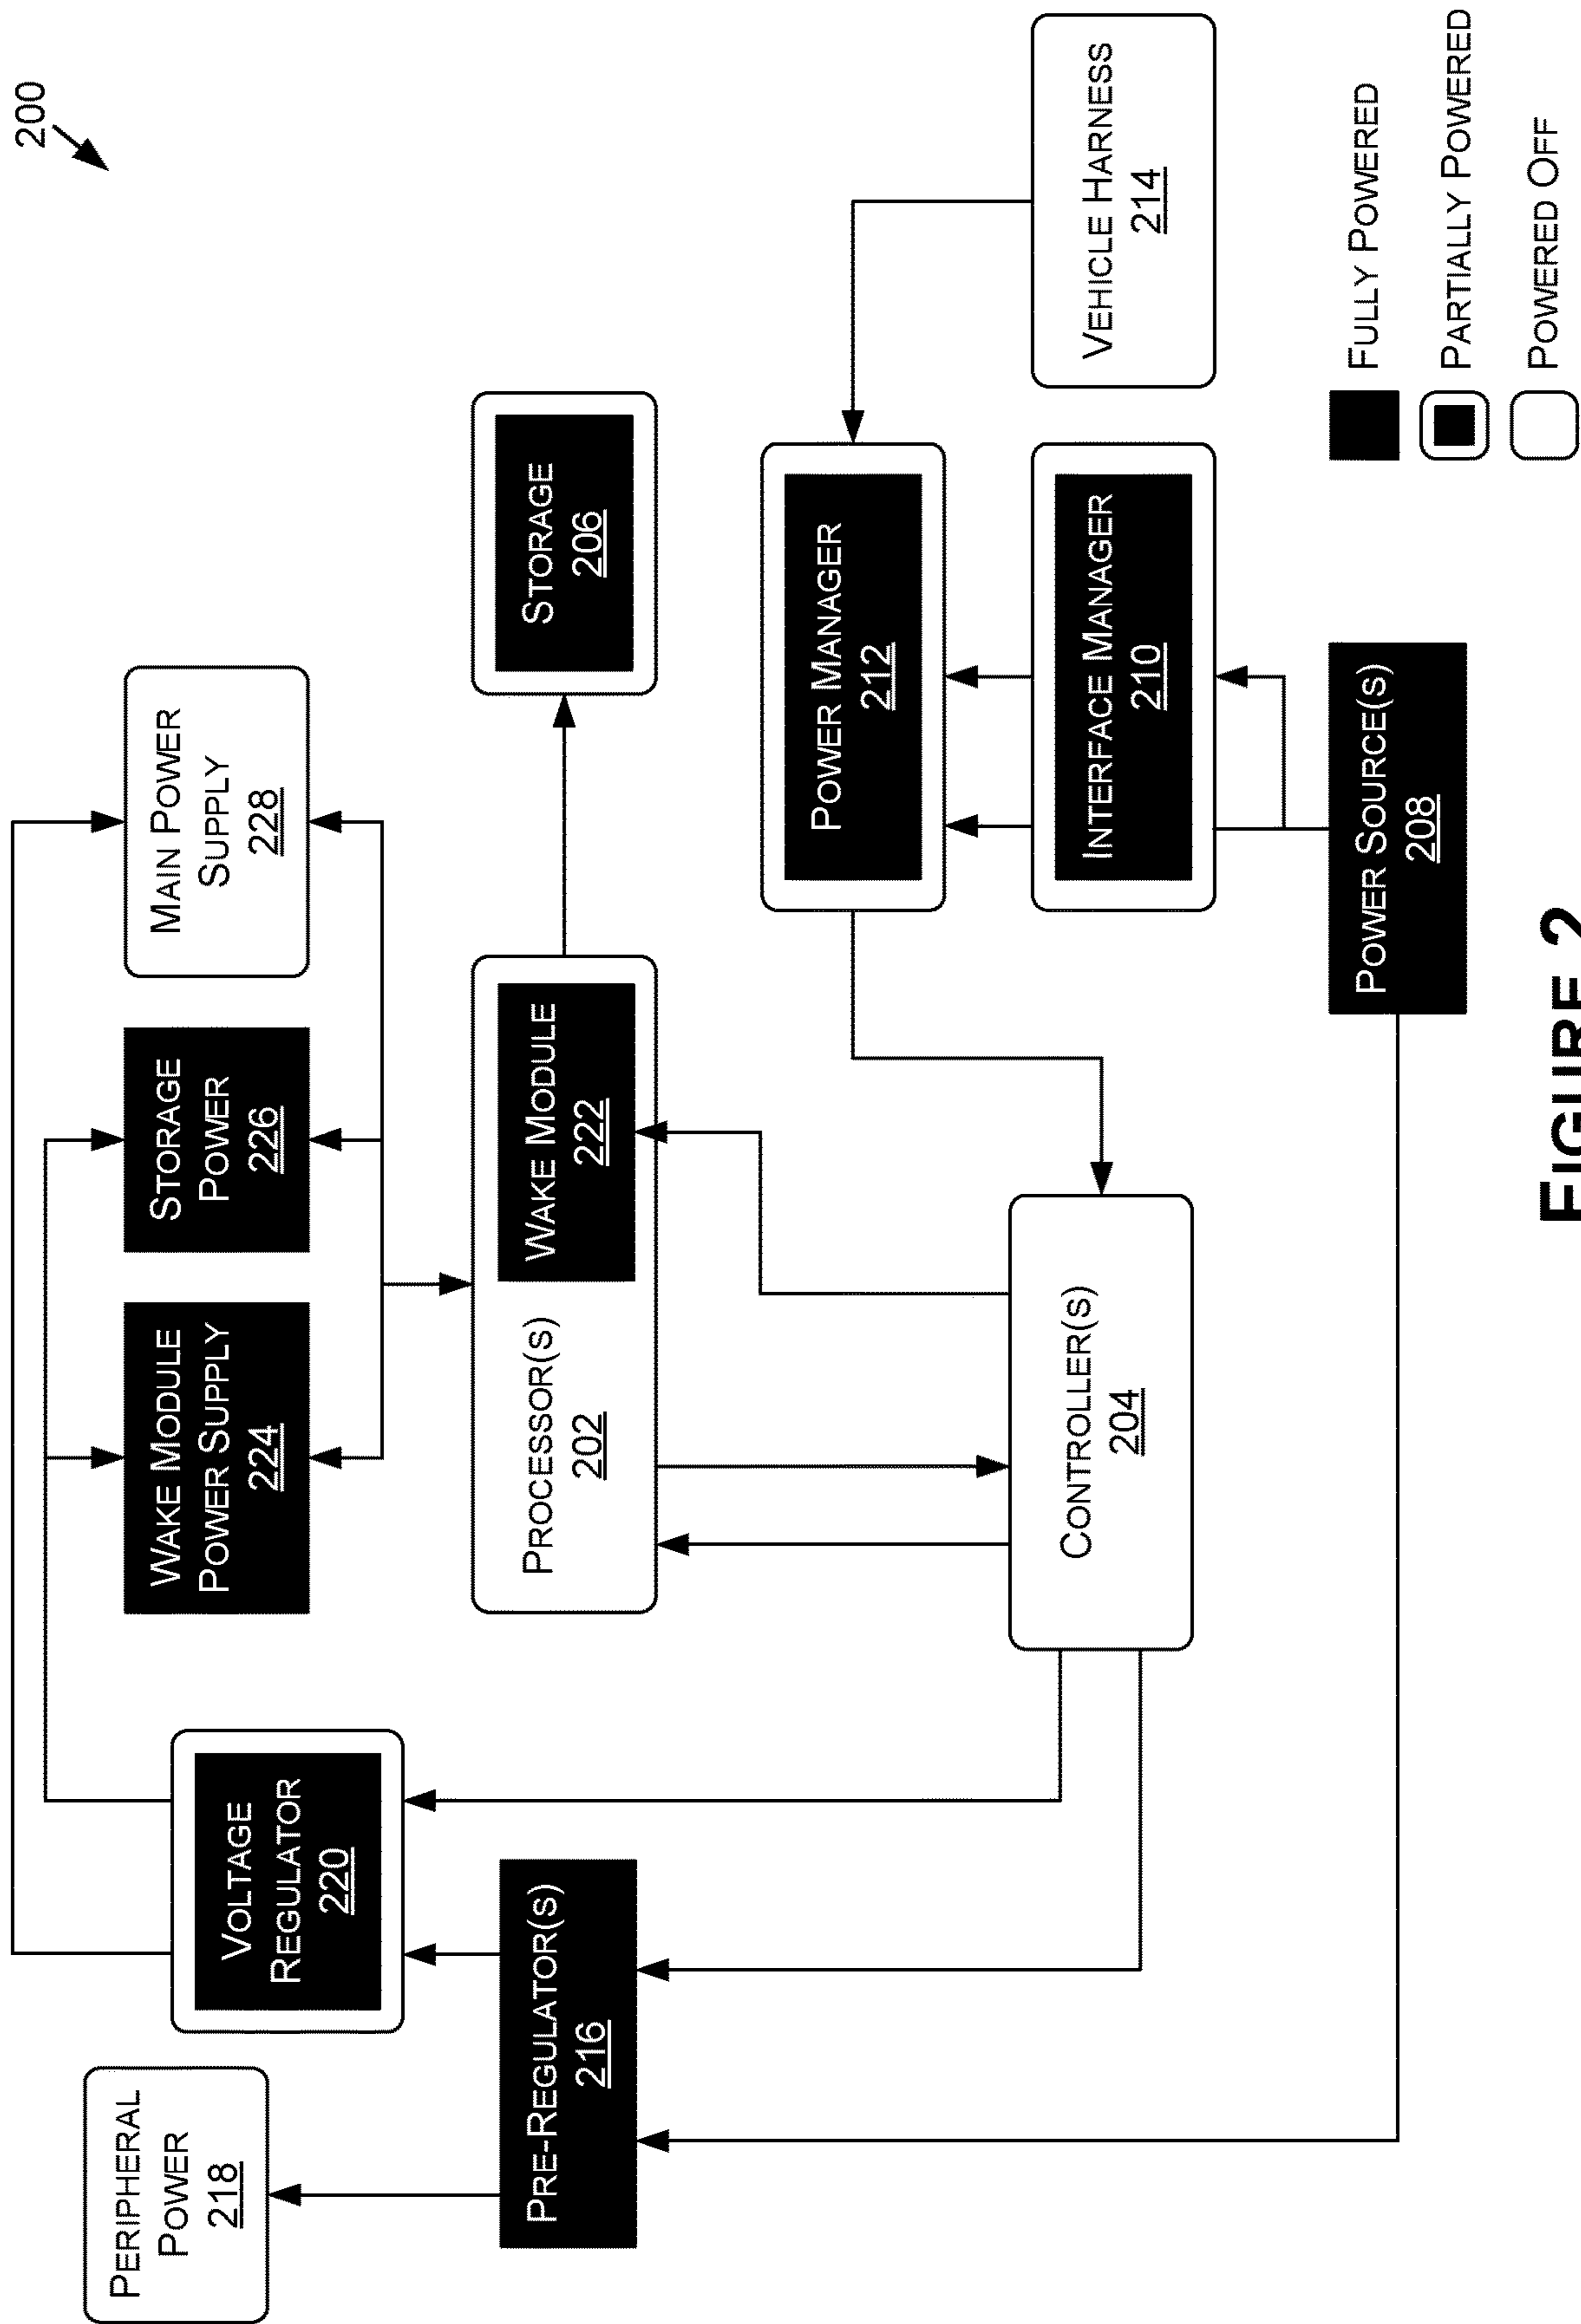 200
PERIPHERAL
POWER
218
VOLTAGE
REGULATOR
220
WAKE MODULE
POWER SUPPLY
224
STORAGE
POWER
226
MAIN POWER
SUPPLY
228
PRE-REGULATOR(S)
216
PROCESSOR(S)
202
WAKE MODULE
222
STORAGE
206
POWER MANAGER
212
CONTROLLER(S)
204
INTERFACE MANAGER
210
VEHICLE HARNESS
214
POWER SOURCE(S)
208
FULLY POWERED
PARTIALLY POWERED
POWERED OFF
FIGURE 2